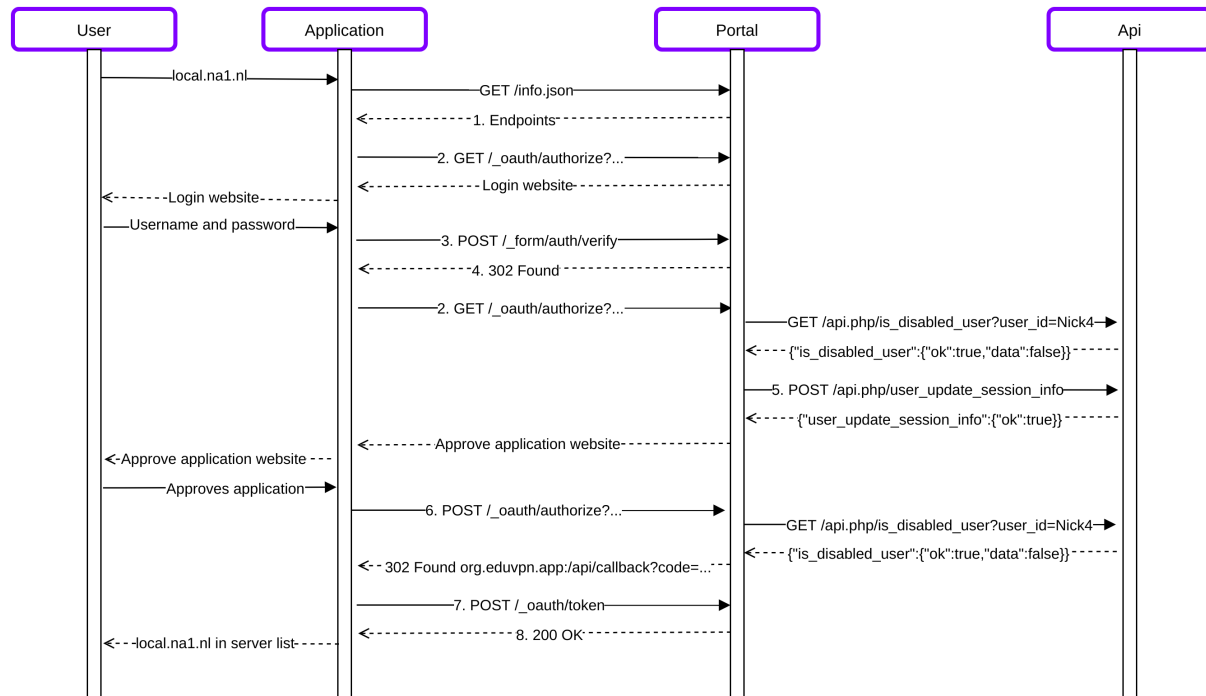 User
Application
Portal
Api
local.na1.nl
GET /info.json
1. Endpoints
2. GET /_oauth/authorize?...
Login website
Login website
Username and password
3. POST /_form/auth/verify
4. 302 Found
2. GET /_oauth/authorize?...
GET /api.php/is_disabled_user?user_id=Nick4
{"is_disabled_user":{"ok":true,"data":false}}
5. POST /api.php/user_update_session_info
{"user_update_session_info":{"ok":true}}
Approve application website
Approve application website
Approves application
6. POST /_oauth/authorize?...
GET /api.php/is_disabled_user?user_id=Nick4
{"is_disabled_user":{"ok":true,"data":false}}
302 Found org.eduvpn.app:/api/callback?code=...
7. POST /_oauth/token
8. 200 OK
local.na1.nl in server list